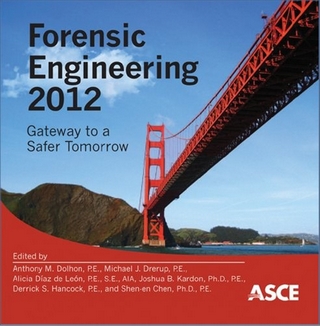 Forensic
Engineering
2012
Gateway to a
Safer Tomorrow
Edited by
Anthony M. Dolhon, P.E., Michael J. Drerup, P.E.,
Alicia Díaz de León, P.E., S.E., AIA, Joshua B. Kardon, Ph.D., P.E.,
Derrick S. Hancock, P.E., and Shen-en Chen, Ph.D., P.E.
ASCE